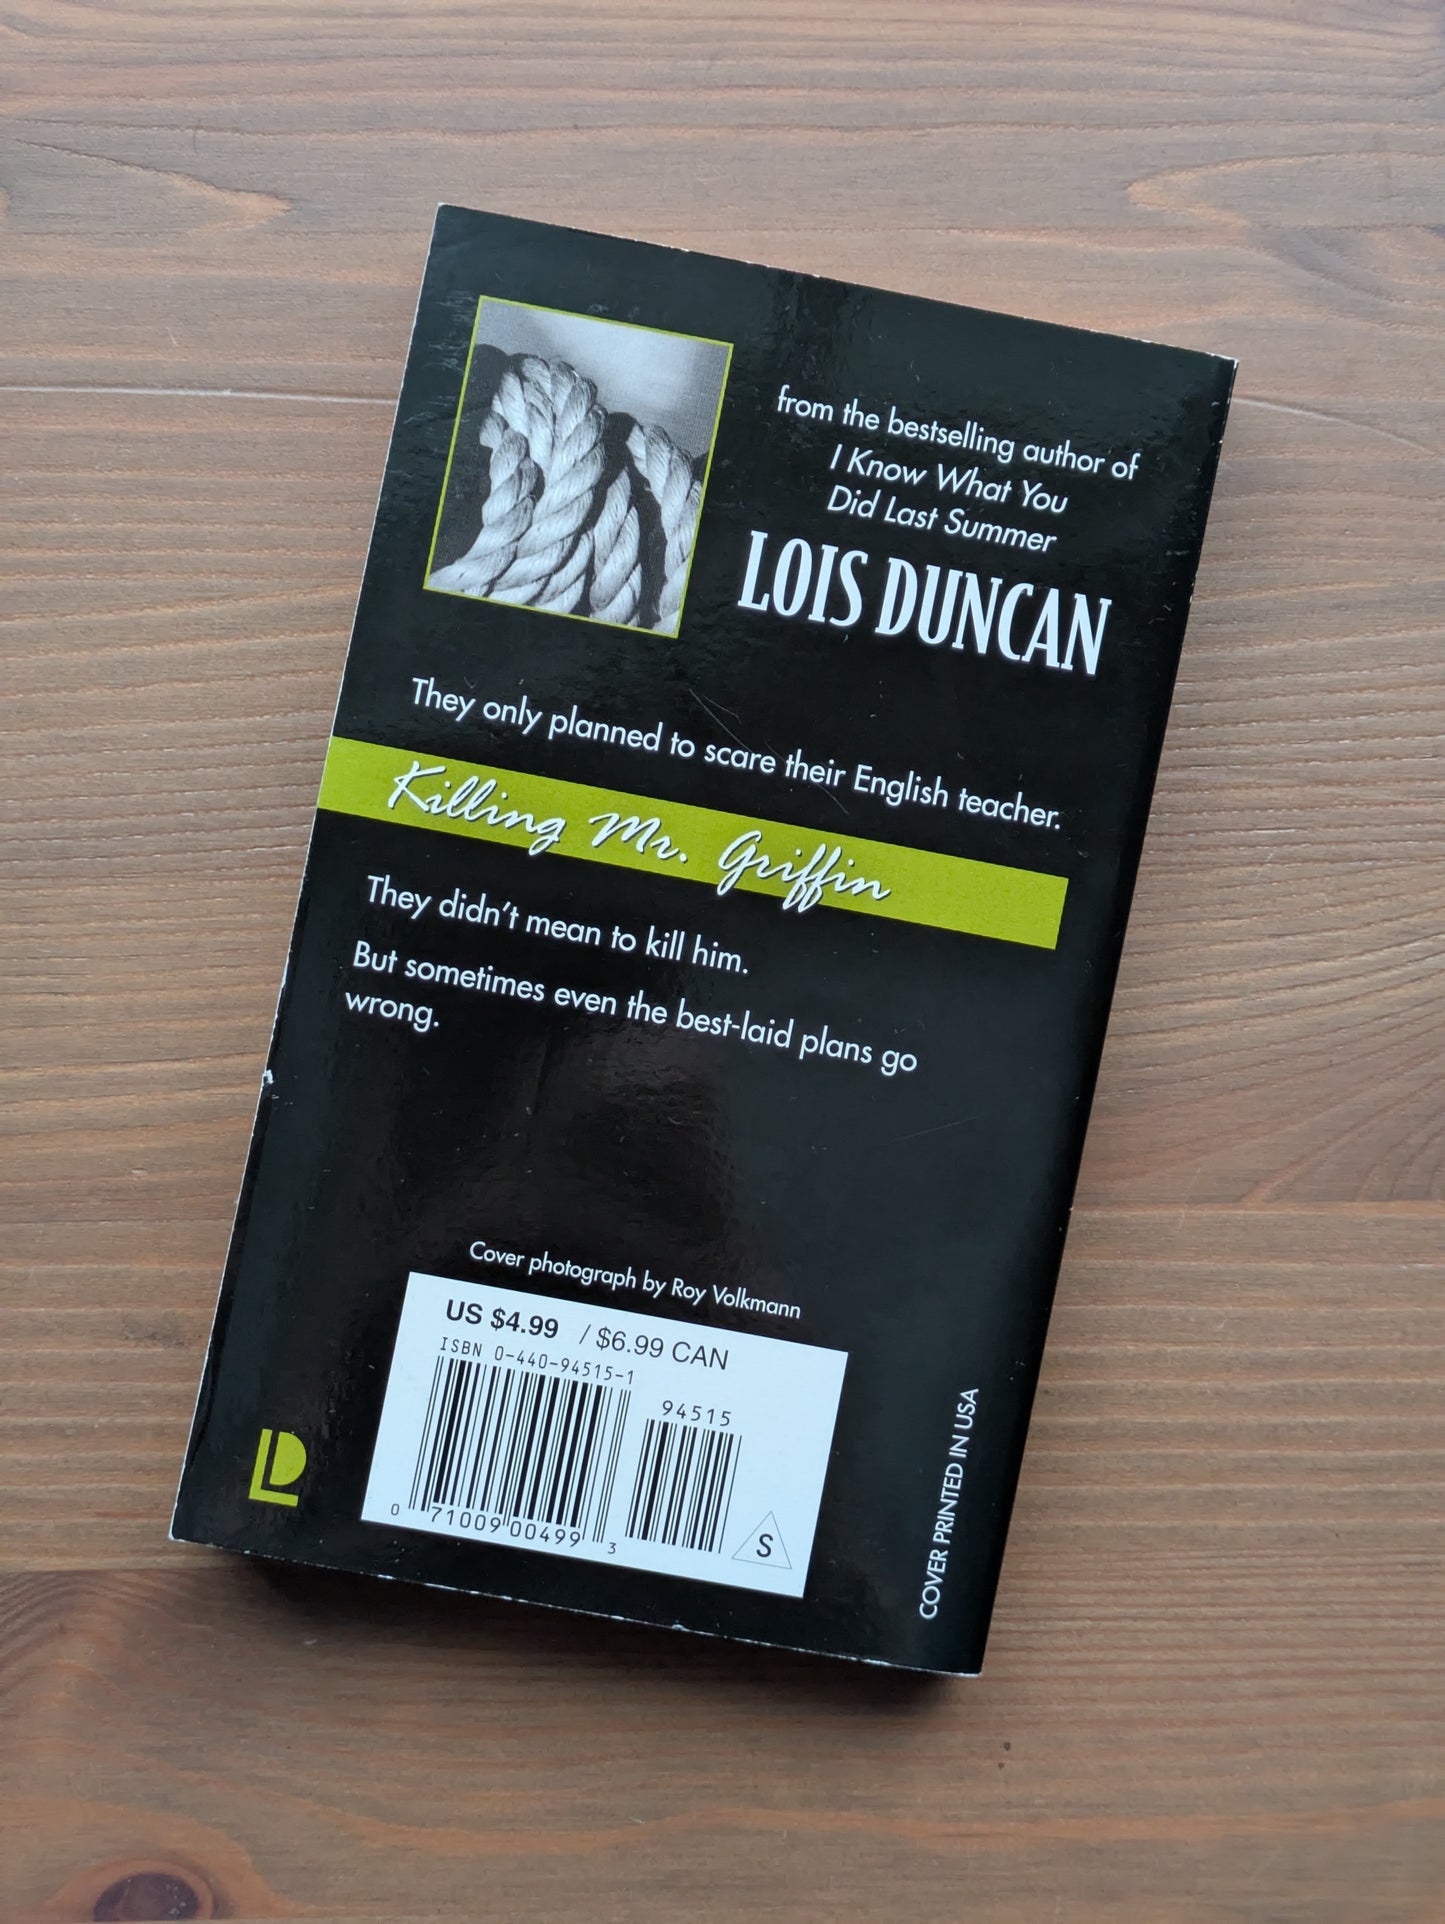 from the bestselling author of
I Know What You
Did Last Summer
LOIS DUNCAN
They only planned to scare their English teacher.
Killing Mr. Griffin
They didn't mean to kill him.
But sometimes even the best-laid plans go
wrong.
Cover photograph by Roy Volkmann
US $4.99 / $6.99 CAN
ISBN 0-440-94515-1
94515
0 71009 00499 3
S
LD
COVER PRINTED IN USA